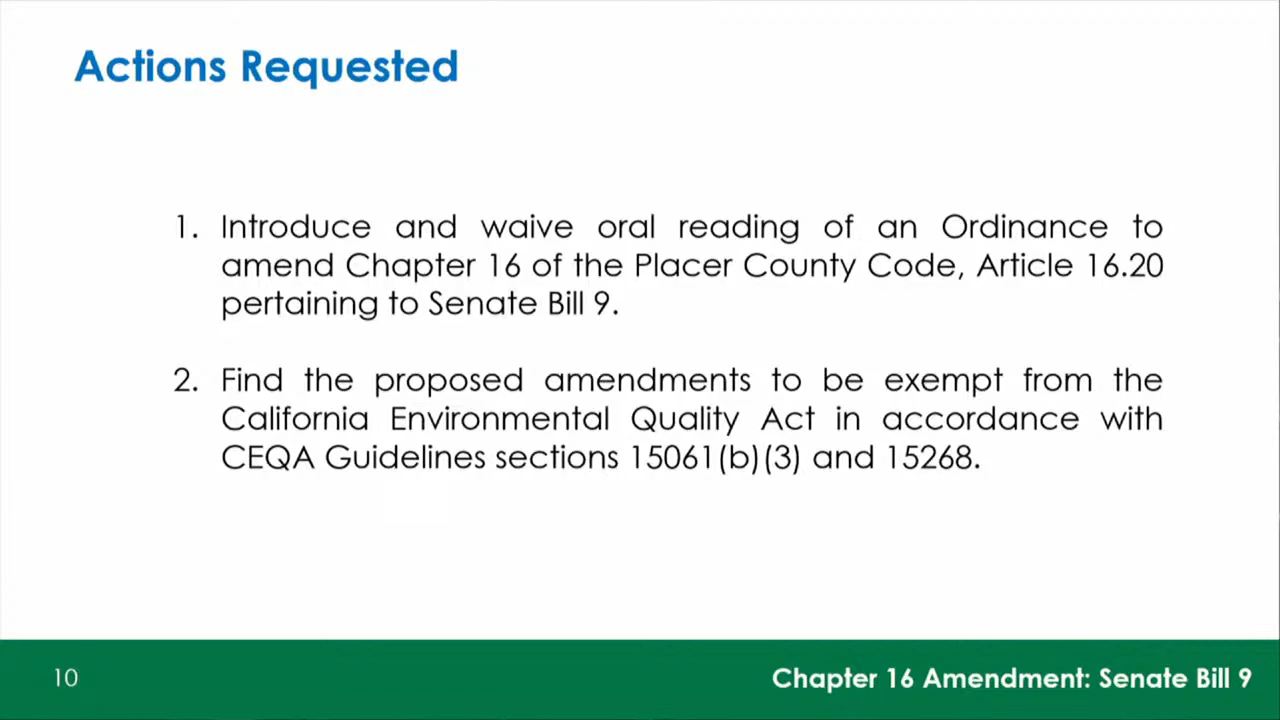 Actions Requested
1. Introduce and waive oral reading of an Ordinance to
amend Chapter 16 of the Placer County Code, Article 16.20
pertaining to Senate Bill 9.
2. Find the proposed amendments to be exempt from the
California Environmental Quality Act in accordance with
CEQA Guidelines sections 15061(b)(3) and 15268.
10
Chapter 16 Amendment: Senate Bill 9